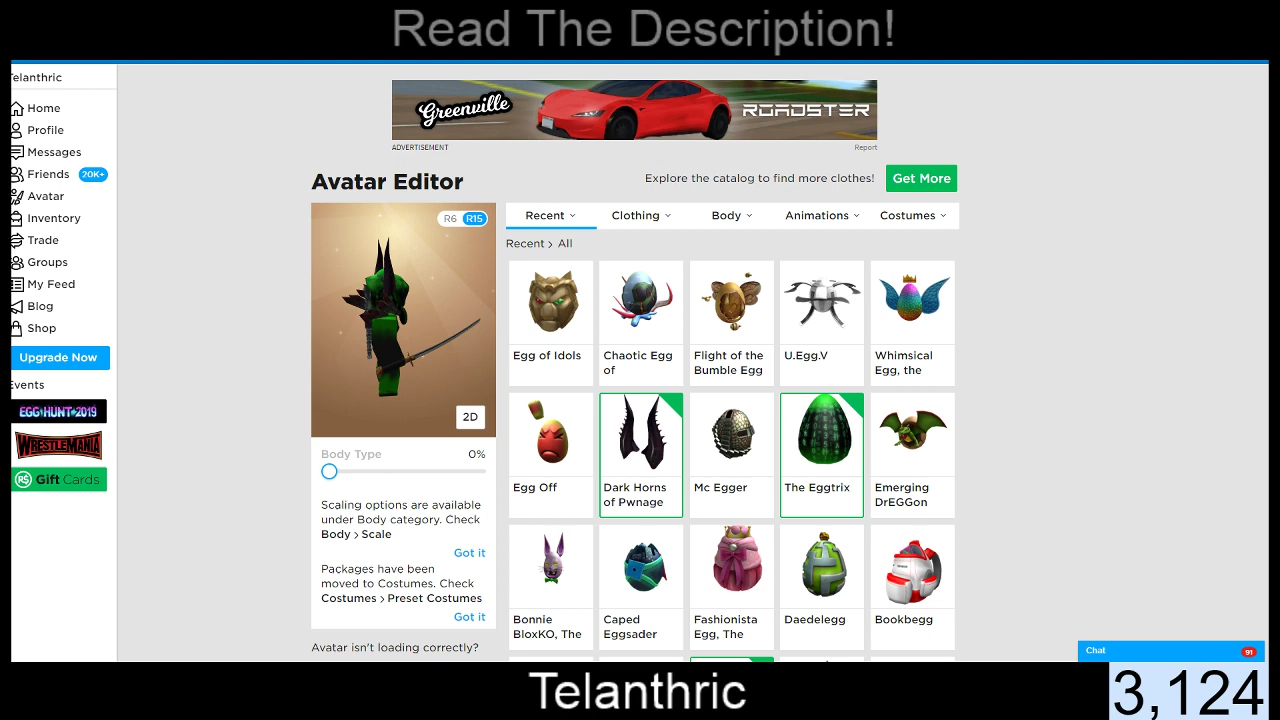 Read The Description!
Telanthric
Home
Profile
Messages
Friends 20K+
Avatar
Inventory
Trade
Groups
My Feed
Blog
Shop
Upgrade Now
Events
EGG HUNT 2019
WRESTLEMANIA
R$ Gift Cards
Greenville ROADSTER
ADVERTISEMENT Report
Avatar Editor
Explore the catalog to find more clothes! Get More
R6 R15
2D
Body Type 0%
Scaling options are available
under Body category. Check
Body > Scale
Got it
Packages have been
moved to Costumes. Check
Costumes > Preset Costumes
Got it
Avatar isn't loading correctly?
Recent Clothing Body Animations Costumes
Recent > All
Egg of Idols
Chaotic Egg
of
Flight of the
Bumble Egg
U.Egg.V
Whimsical
Egg, the
Egg Off
Dark Horns
of Pwnage
Mc Egger
The Eggtrix
Emerging
DrEGGon
Bonnie
BloxKO, The
Caped
Eggsader
Fashionista
Egg, The
Daedelegg
Bookbegg
Chat 91
Telanthric
3,124